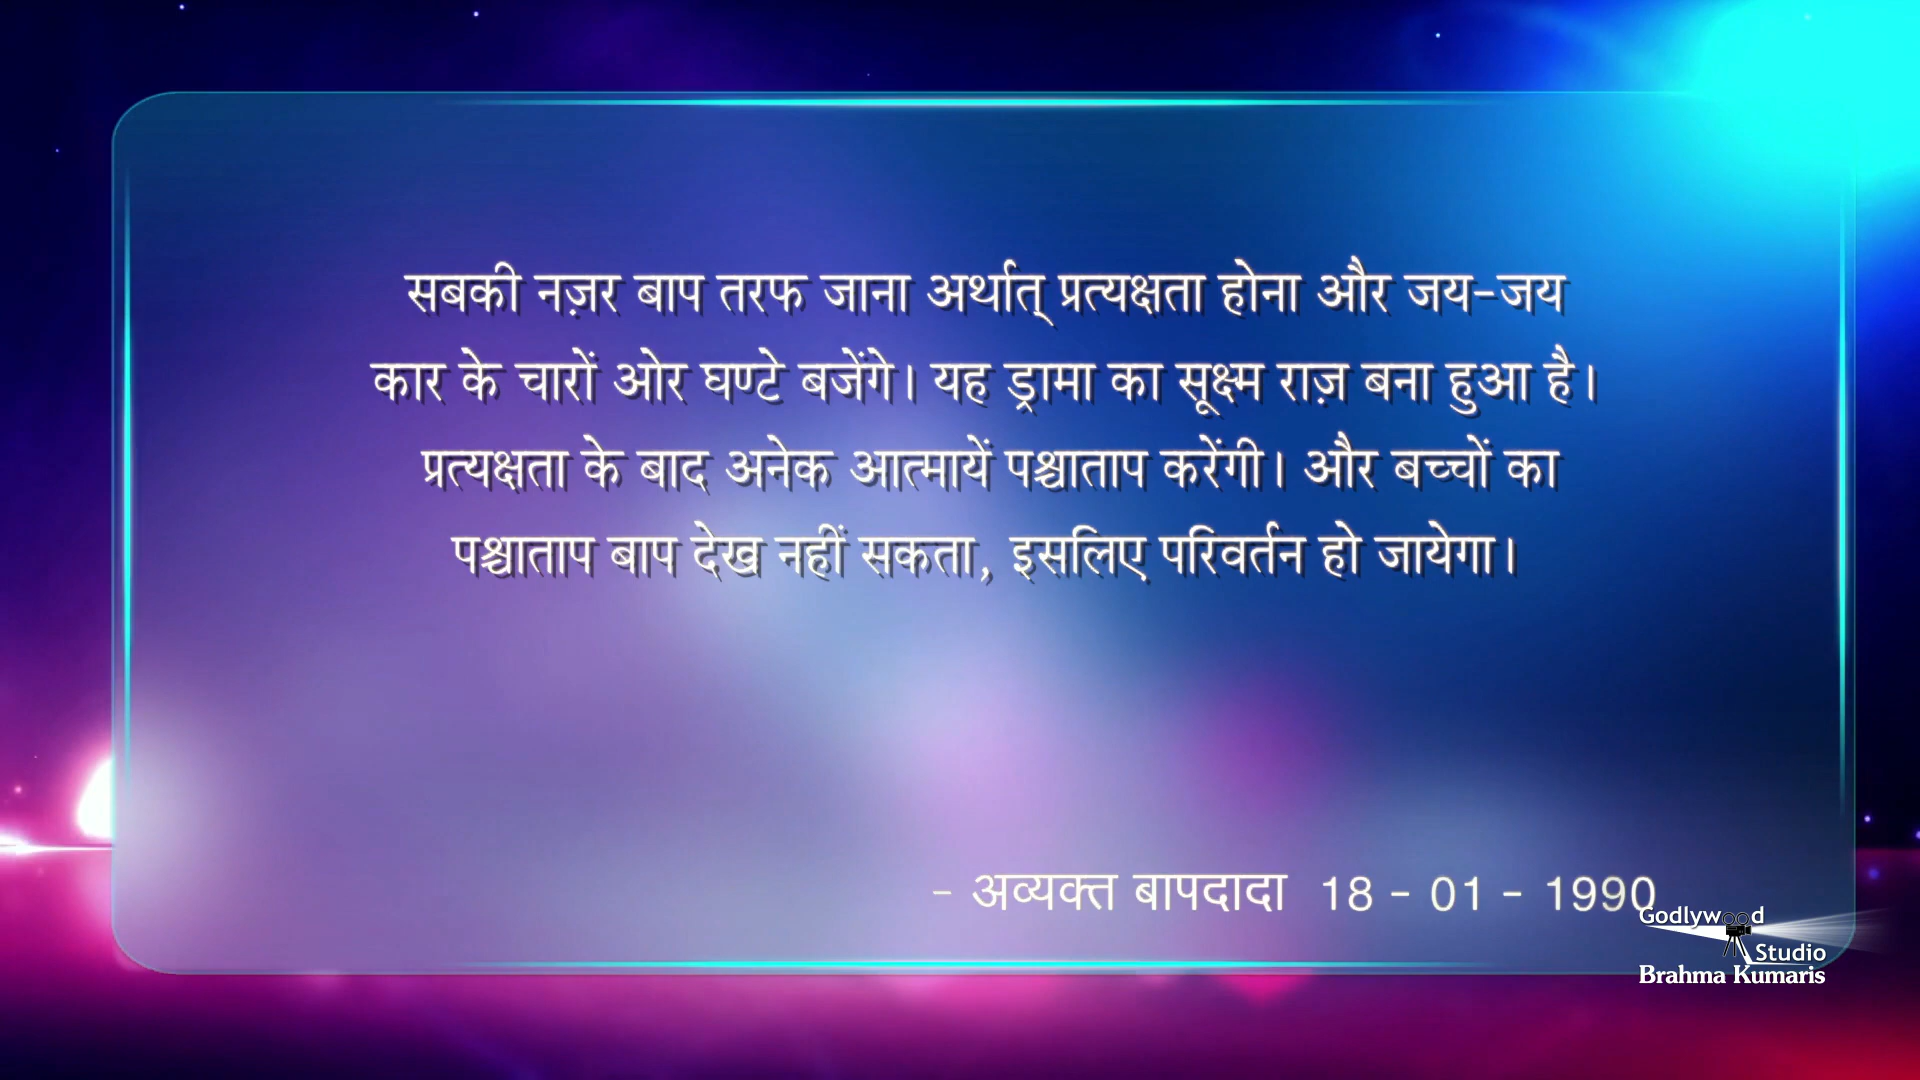 सबकी नज़र बाप तरफ जाना अर्थात् प्रत्यक्षता होना और जय-जय
कार के चारों ओर घण्टे बजेंगे। यह ड्रामा का सूक्ष्म राज़ बना हुआ है।
प्रत्यक्षता के बाद अनेक आत्मायें पश्चाताप करेंगी। और बच्चों का
पश्चाताप बाप देख नहीं सकता, इसलिए परिवर्तन हो जायेगा।
- अव्यक्त बापदादा 18 - 01 - 1990
Godlywood
Studio
Brahma Kumaris